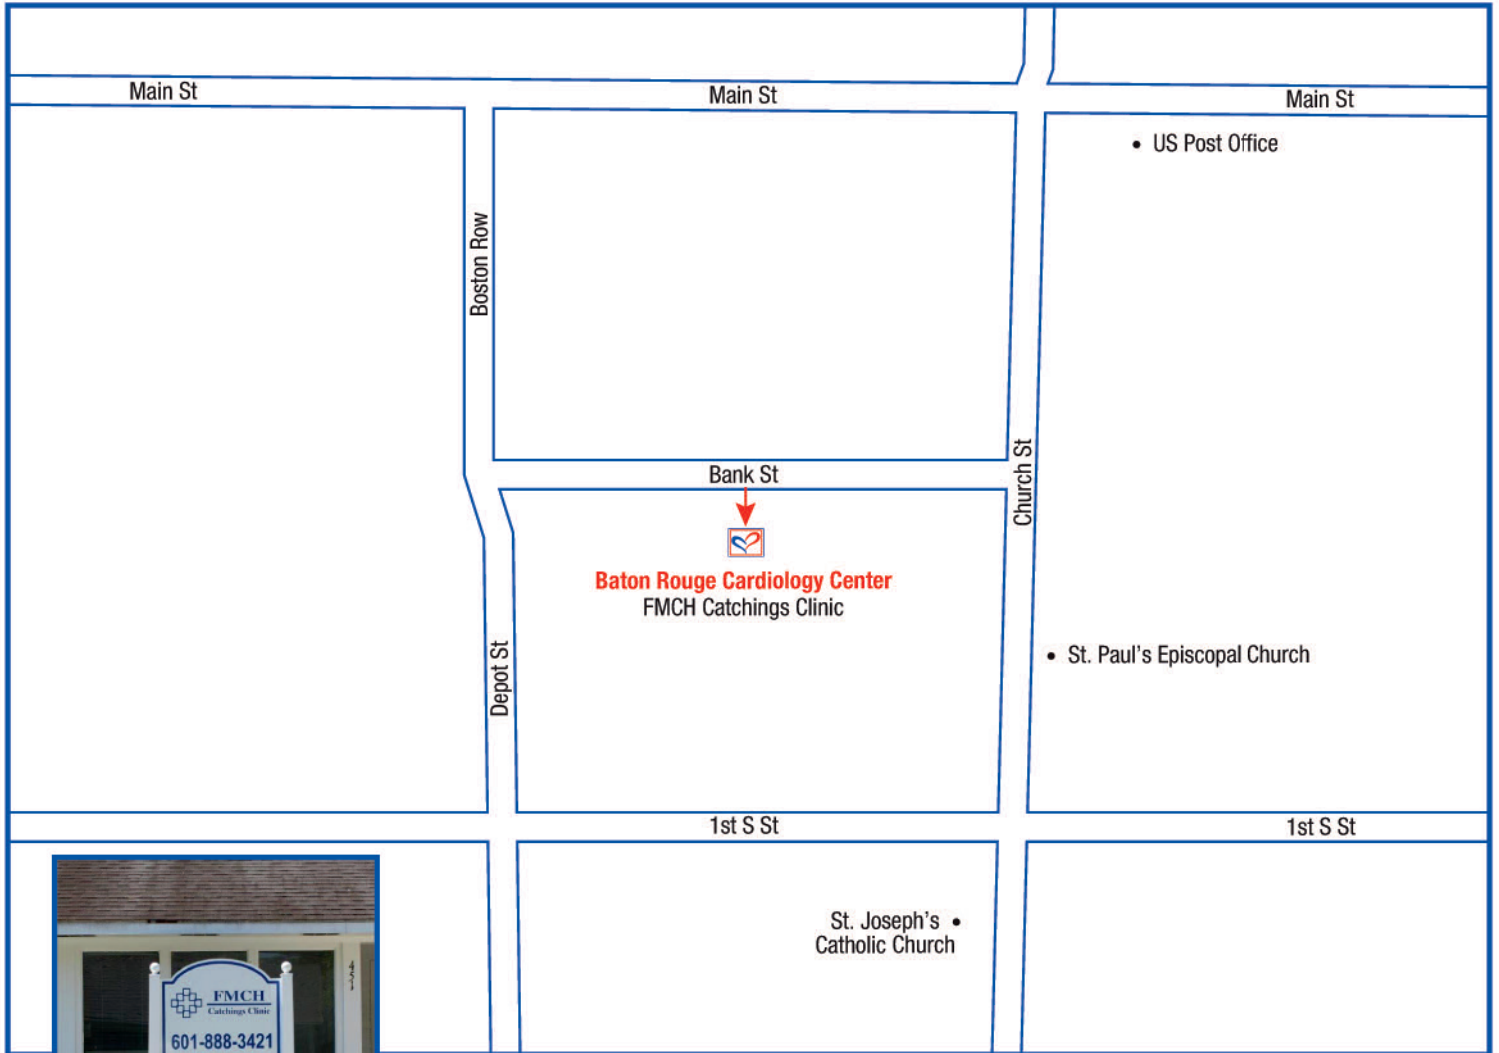 Main St
Main St
Main St
US Post Office
Boston Row
Bank St
Church St
Baton Rouge Cardiology Center
FMCH Catchings Clinic
Depot St
St. Paul's Episcopal Church
1st S St
1st S St
St. Joseph's
Catholic Church
FMCH
Catchings Clinic
601-888-3421